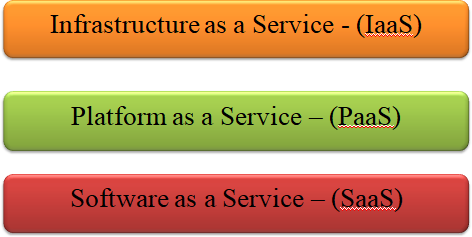 Infrastructure as a Service - (IaaS)
Platform as a Service – (PaaS)
Software as a Service – (SaaS)